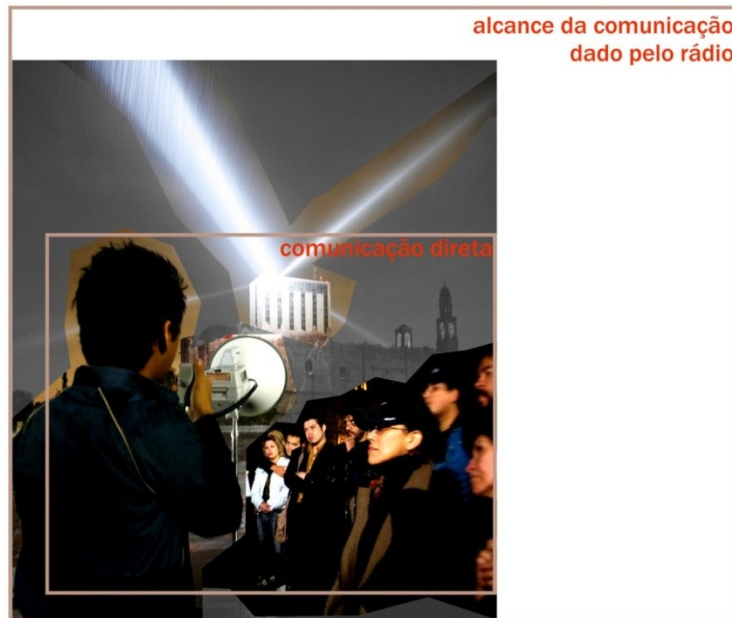 alcance da comunicação
dado pelo rádio
comunicação direta